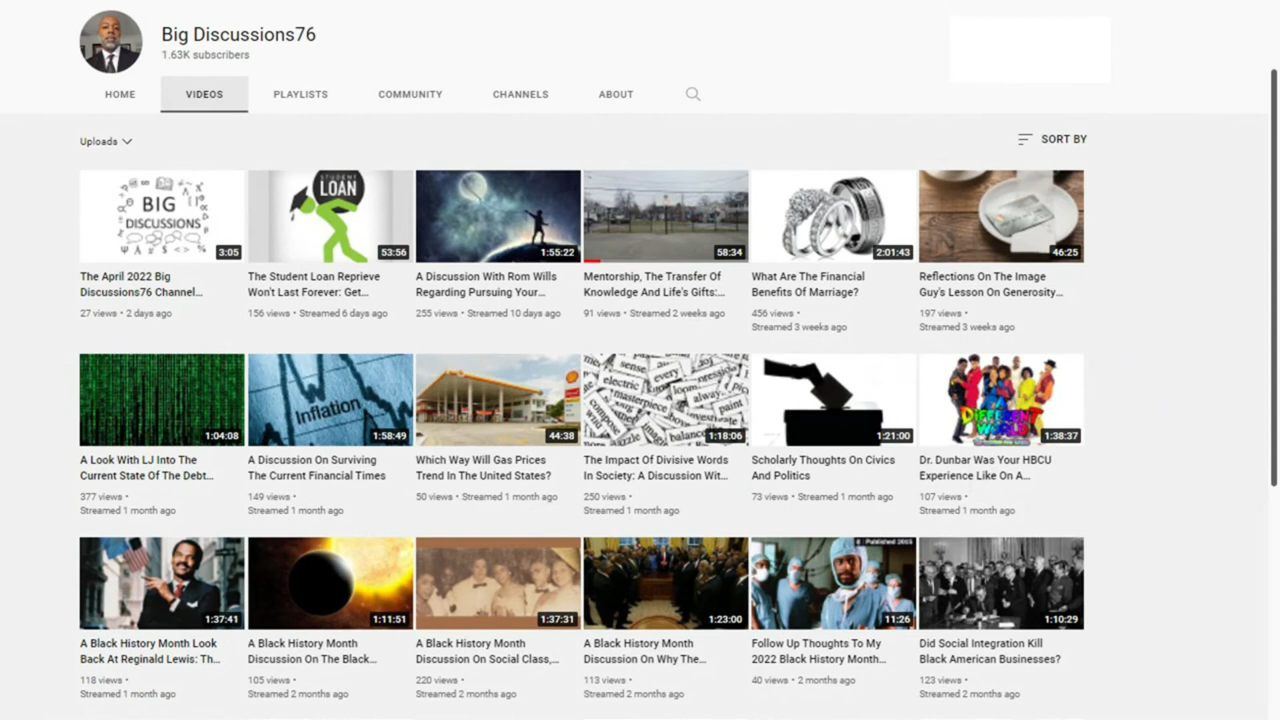 Big Discussions76
1.63K subscribers
HOME VIDEOS PLAYLISTS COMMUNITY CHANNELS ABOUT
Uploads
SORT BY
BIG
DISCUSSIONS
3:05
The April 2022 Big
Discussions76 Channel...
27 views • 2 days ago
STUDENT
LOAN
53:56
The Student Loan Reprieve
Won't Last Forever: Get...
156 views • Streamed 6 days ago
1:55:22
A Discussion With Rom Wills
Regarding Pursuing Your...
255 views • Streamed 10 days ago
58:34
Mentorship, The Transfer Of
Knowledge And Life's Gifts:...
91 views • Streamed 2 weeks ago
2:01:43
What Are The Financial
Benefits Of Marriage?
456 views •
Streamed 3 weeks ago
46:25
Reflections On The Image
Guy's Lesson On Generosity...
197 views •
Streamed 3 weeks ago
1:04:08
A Look With LJ Into The
Current State Of The Debt...
377 views •
Streamed 1 month ago
Inflation
1:58:49
A Discussion On Surviving
The Current Financial Times
149 views •
Streamed 1 month ago
44:38
Which Way Will Gas Prices
Trend In The United States?
50 views • Streamed 1 month ago
sense
every
electric
loom
masterpiece
always
paint
balance
1:18:06
The Impact Of Divisive Words
In Society: A Discussion Wit...
250 views •
Streamed 1 month ago
1:21:00
Scholarly Thoughts On Civics
And Politics
73 views • Streamed 1 month ago
A
DIFFERENT
WORLD
1:38:37
Dr. Dunbar Was Your HBCU
Experience Like On A...
107 views •
Streamed 1 month ago
1:37:41
A Black History Month Look
Back At Reginald Lewis: Th...
118 views •
Streamed 1 month ago
1:11:51
A Black History Month
Discussion On The Black...
105 views •
Streamed 2 months ago
1:37:31
A Black History Month
Discussion On Social Class,...
220 views •
Streamed 2 months ago
1:23:00
A Black History Month
Discussion On Why The...
113 views •
Streamed 2 months ago
Published 2005
11:26
Follow Up Thoughts To My
2022 Black History Month...
40 views • 2 months ago
1:10:29
Did Social Integration Kill
Black American Businesses?
123 views •
Streamed 2 months ago